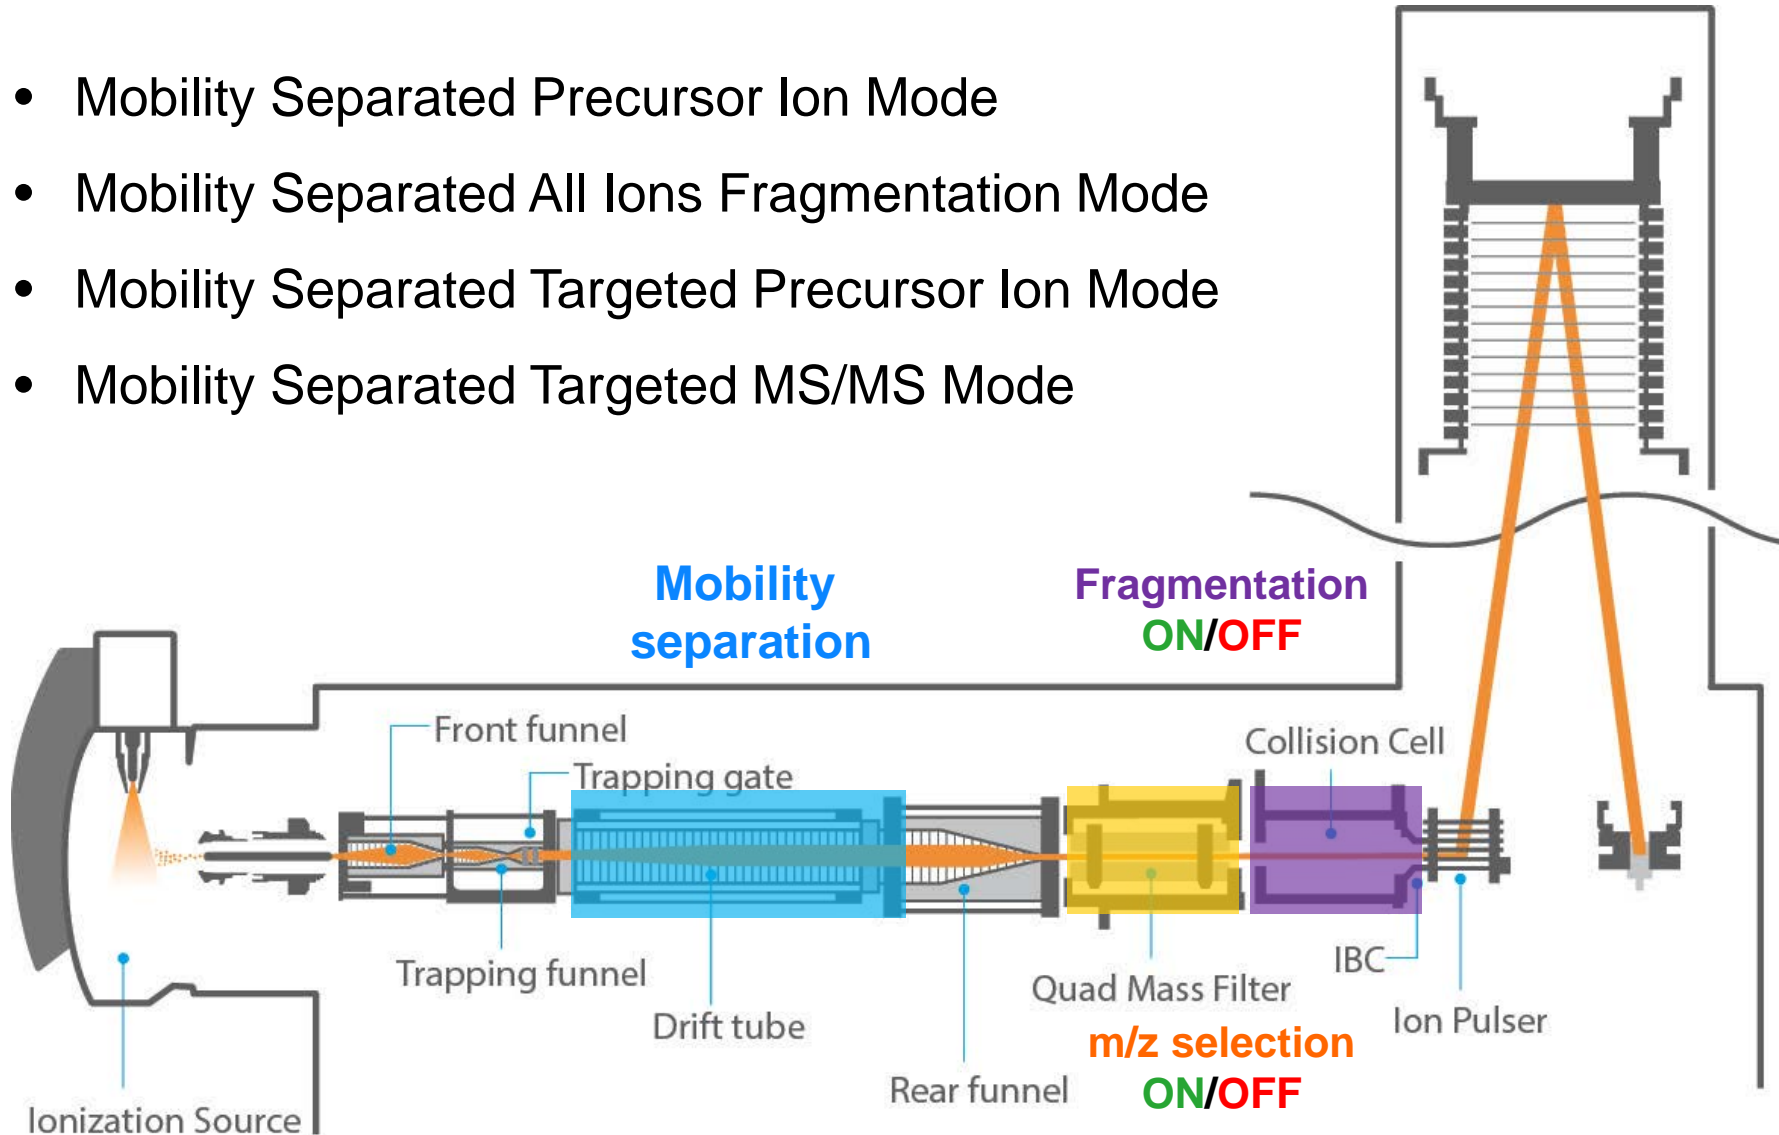 • Mobility Separated Precursor Ion Mode
• Mobility Separated All Ions Fragmentation Mode
• Mobility Separated Targeted Precursor Ion Mode
• Mobility Separated Targeted MS/MS Mode
Mobility
separation
Fragmentation
ON/OFF
Front funnel
Trapping gate
Collision Cell
Trapping funnel
Drift tube
Rear funnel
Quad Mass Filter
m/z selection
ON/OFF
IBC
Ion Pulser
Ionization Source